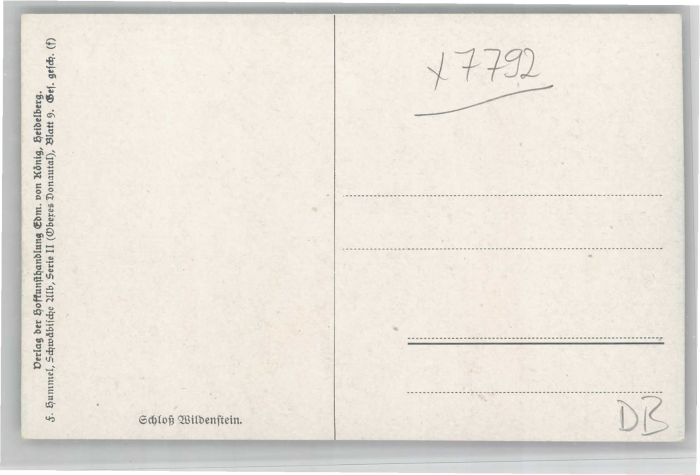 Verlag der Hofkunsthandlung Edm. von König, Heidelberg.
F. Hummel, Schwäbische Alb, Serie II (Oberes Donautal), Blatt 9. Ges. gesch. (f)
Schloß Wildenstein.
x7792
DB